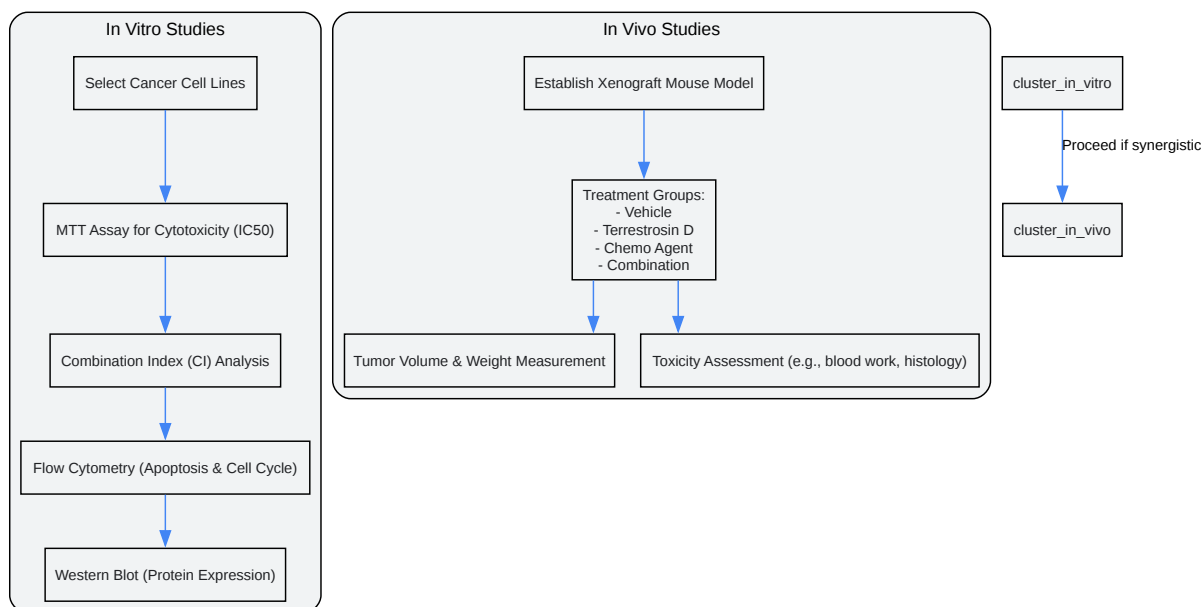 In Vitro Studies
Select Cancer Cell Lines
MTT Assay for Cytotoxicity (IC50)
Combination Index (CI) Analysis
Flow Cytometry (Apoptosis & Cell Cycle)
Western Blot (Protein Expression)
In Vivo Studies
Establish Xenograft Mouse Model
Treatment Groups:
- Vehicle
- Terrestrosin D
- Chemo Agent
- Combination
Tumor Volume & Weight Measurement
Toxicity Assessment (e.g., blood work, histology)
cluster_in_vitro
Proceed if synergistic
cluster_in_vivo